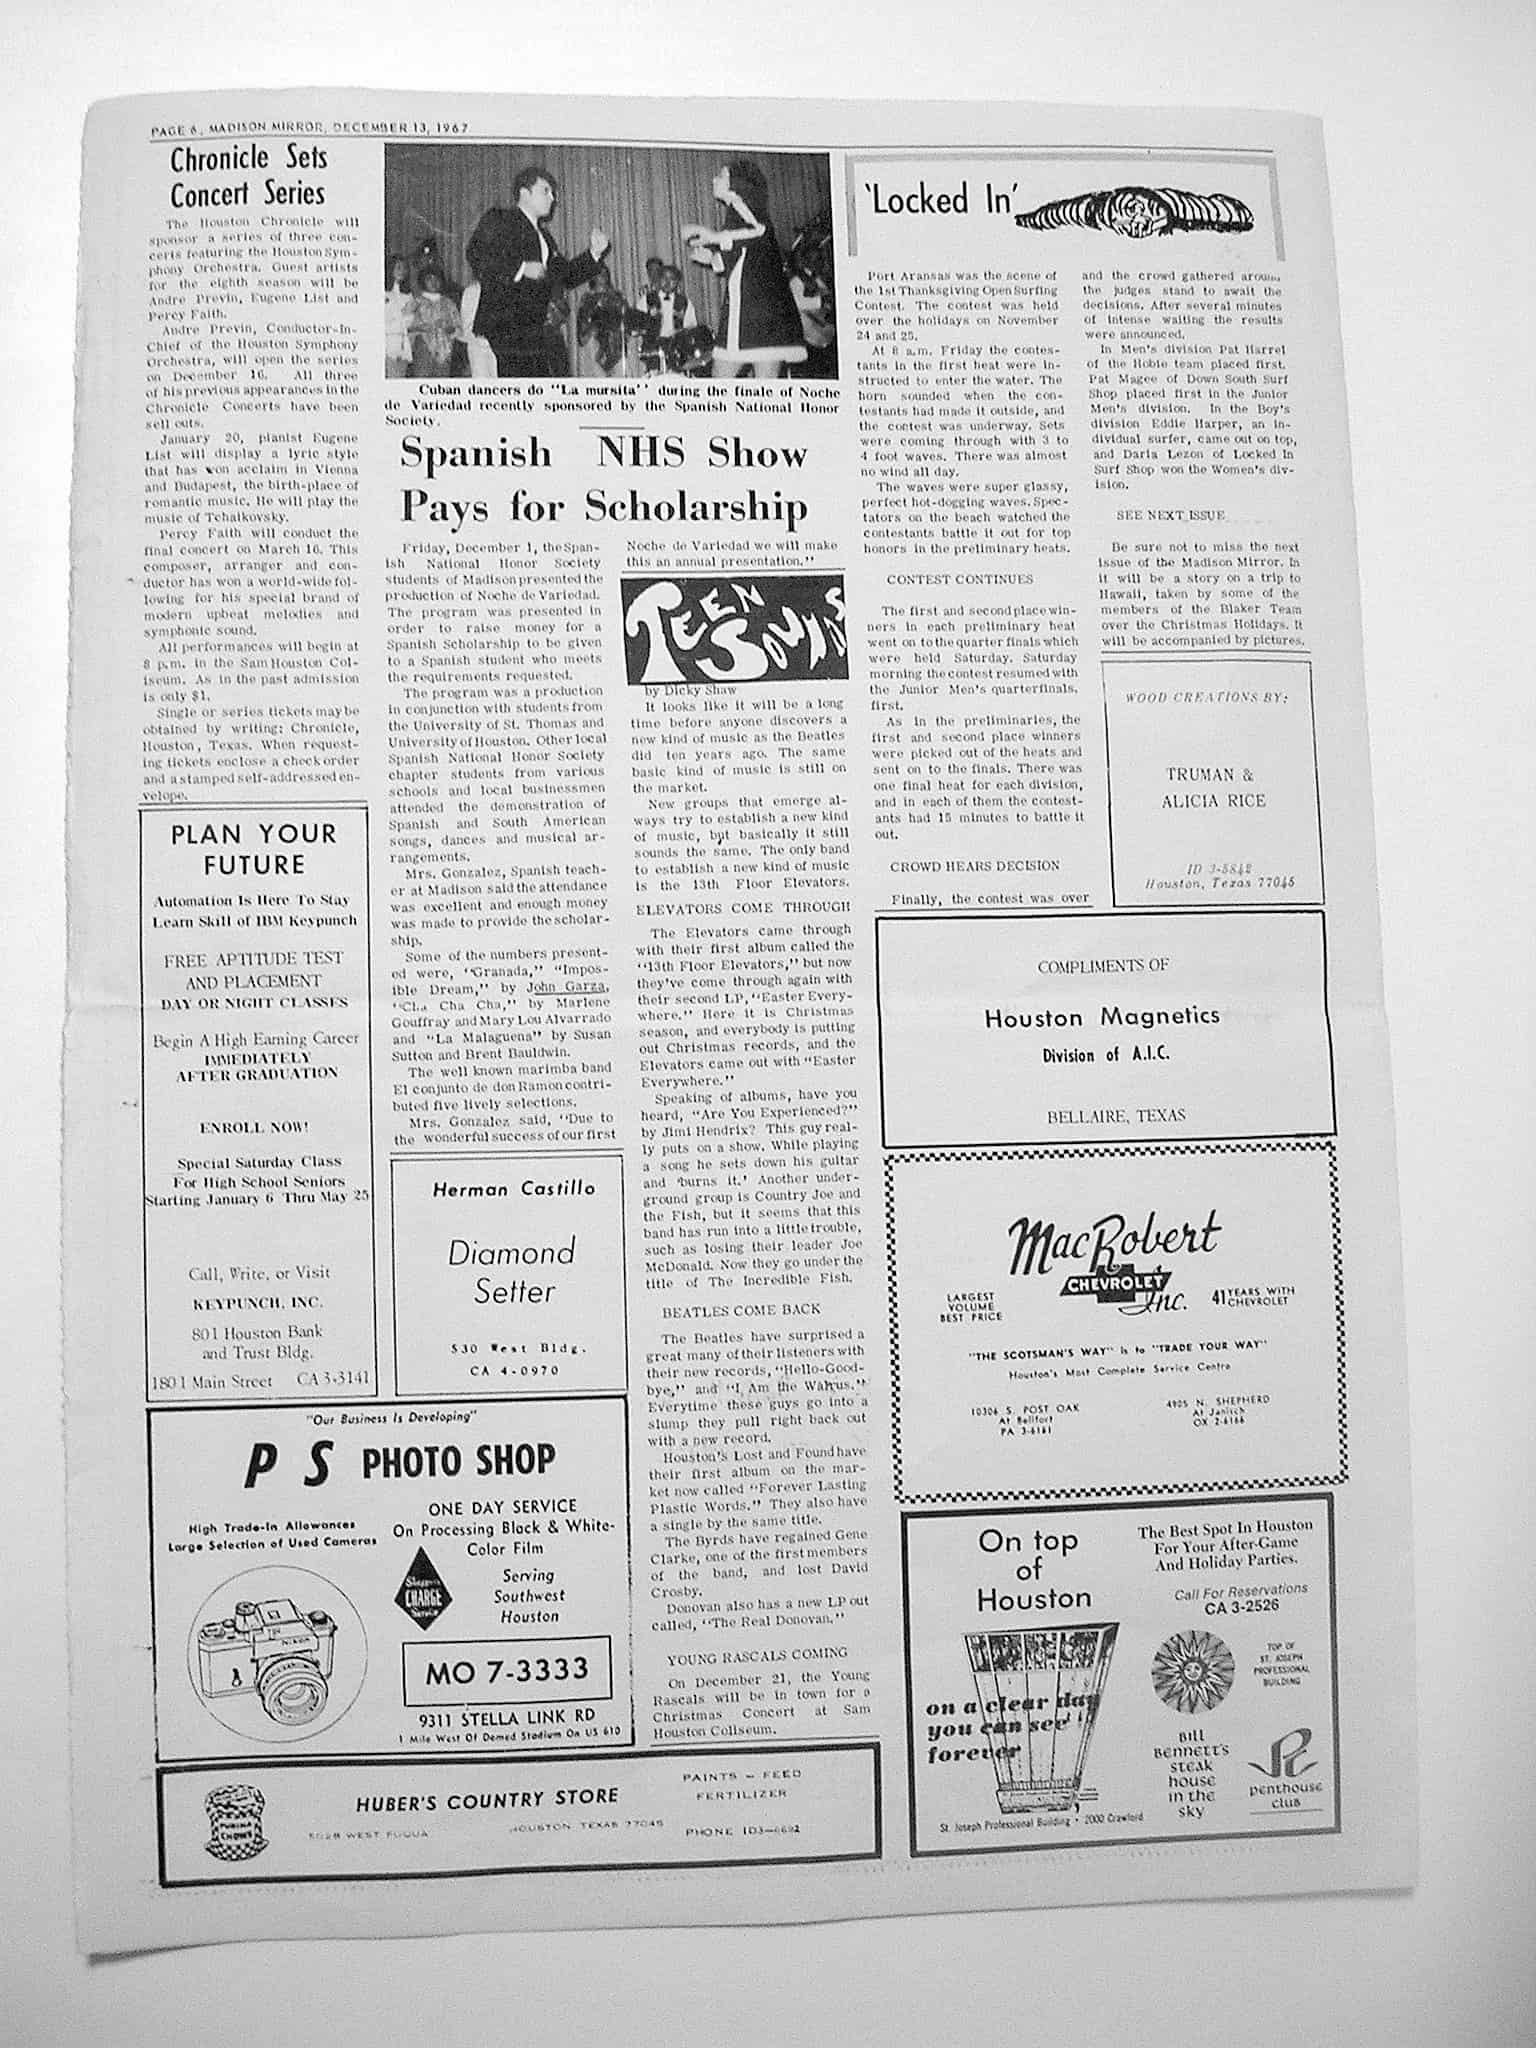 PAGE 6, MADISON MIRROR, DECEMBER 13, 1967
Chronicle Sets
Concert Series
The Houston Chronicle will
sponsor a series of three con-
certs featuring the Houston Sym-
phony Orchestra. Guest artists
for the eighth season will be
Andre Previn, Eugene List and
Percy Faith.
Andre Previn, Conductor-In-
Chief of the Houston Symphony
Orchestra, will open the series
on December 16. All three
of his previous appearances in the
Chronicle Concerts have been
sell outs.
January 20, pianist Eugene
List will display a lyric style
that has won acclaim in Vienna
and Budapest, the birth-place of
romantic music. He will play the
music of Tchaikovsky.
Percy Faith will conduct the
final concert on March 16. This
composer, arranger and con-
ductor has won a world-wide fol-
lowing for his special brand of
modern upbeat melodies and
symphonic sound.
All performances will begin at
8 p.m. in the Sam Houston Col-
iseum. As in the past admission
is only $1.
Single or series tickets may be
obtained by writing: Chronicle,
Houston, Texas. When request-
ing tickets enclose a check order
and a stamped self-addressed en-
velope.
PLAN YOUR
FUTURE
Automation Is Here To Stay
Learn Skill of IBM Keypunch
FREE APTITUDE TEST
AND PLACEMENT
DAY OR NIGHT CLASSES
Begin A High Earning Career
IMMEDIATELY
AFTER GRADUATION
ENROLL NOW!
Special Saturday Class
For High School Seniors
Starting January 6 Thru May 25
Call, Write, or Visit
KEYPUNCH, INC.
801 Houston Bank
and Trust Bldg.
1801 Main Street CA 3-3141
Cuban dancers do "La mursita" during the finale of Noche
de Variedad recently sponsored by the Spanish National Honor
Society.
Spanish NHS Show
Pays for Scholarship
Friday, December 1, the Span-
ish National Honor Society
students of Madison presented the
production of Noche de Variedad.
The program was presented in
order to raise money for a
Spanish Scholarship to be given
to a Spanish student who meets
the requirements requested.
The program was a production
in conjunction with students from
the University of St. Thomas and
University of Houston. Other local
Spanish National Honor Society
chapter students from various
schools and local businessmen
attended the demonstration of
Spanish and South American
songs, dances and musical ar-
rangements.
Mrs. Gonzalez, Spanish teach-
er at Madison said the attendance
was excellent and enough money
was made to provide the scholar-
ship.
Some of the numbers present-
ed were, "Granada," "Impos-
ible Dream," by John Garza,
"Cha Cha Cha," by Marlene
Gouffray and Mary Lou Alvarrado
and "La Malaguena" by Susan
Sutton and Brent Bauldwin.
The well known marimba band
El conjunto de don Ramon contri-
buted five lively selections.
Mrs. Gonzalez said, "Due to
the wonderful success of our first
Noche de Variedad we will make
this an annual presentation."
Herman Castillo
Diamond
Setter
530 West Bldg.
CA 4-0970
TEEN
SOUNDS
by Dicky Shaw
It looks like it will be a long
time before anyone discovers a
new kind of music as the Beatles
did ten years ago. The same
basic kind of music is still on
the market.
New groups that emerge al-
ways try to establish a new kind
of music, but basically it still
sounds the same. The only band
to establish a new kind of music
is the 13th Floor Elevators.
ELEVATORS COME THROUGH
The Elevators came through
with their first album called the
"13th Floor Elevators," but now
they've come through again with
their second LP, "Easter Every-
where." Here it is Christmas
season, and everybody is putting
out Christmas records, and the
Elevators came out with "Easter
Everywhere."
Speaking of albums, have you
heard, "Are You Experienced?"
by Jimi Hendrix? This guy real-
ly puts on a show. While playing
a song he sets down his guitar
and 'burns it.' Another under-
ground group is Country Joe and
the Fish, but it seems that this
band has run into a little trouble,
such as losing their leader Joe
McDonald. Now they go under the
title of The Incredible Fish.
BEATLES COME BACK
The Beatles have surprised a
great many of their listeners with
their new records, "Hello-Good-
bye," and "I Am the Walrus."
Everytime these guys go into a
slump they pull right back out
with a new record.
Houston's Lost and Found have
their first album on the mar-
ket now called "Forever Lasting
Plastic Words." They also have
a single by the same title.
The Byrds have regained Gene
Clarke, one of the first members
of the band, and lost David
Crosby.
Donovan also has a new LP out
called, "The Real Donovan."
YOUNG RASCALS COMING
On December 21, the Young
Rascals will be in town for a
Christmas Concert at Sam
Houston Coliseum.
'Locked In'
Port Aransas was the scene of
the 1st Thanksgiving Open Surfing
Contest. The contest was held
over the holidays on November
24 and 25.
At 8 a.m. Friday the contes-
tants in the first heat were in-
structed to enter the water. The
horn sounded when the con-
testants had made it outside, and
the contest was underway. Sets
were coming through with 3 to
4 foot waves. There was almost
no wind all day.
The waves were super glassy,
perfect hot-dogging waves. Spec-
tators on the beach watched the
contestants battle it out for top
honors in the preliminary heats.
CONTEST CONTINUES
The first and second place win-
ners in each preliminary heat
went on to the quarter finals which
were held Saturday. Saturday
morning the contest resumed with
the Junior Men's quarterfinals,
first.
As in the preliminaries, the
first and second place winners
were picked out of the heats and
sent on to the finals. There was
one final heat for each division,
and in each of them the contest-
ants had 15 minutes to battle it
out.
CROWD HEARS DECISION
Finally, the contest was over
and the crowd gathered around
the judges stand to await the
decisions. After several minutes
of intense waiting the results
were announced.
In Men's division Pat Harrel
of the Hobie team placed first.
Pat Magee of Down South Surf
Shop placed first in the Junior
Men's division. In the Boy's
division Eddie Harper, an in-
dividual surfer, came out on top,
and Darla Lezon of Locked In
Surf Shop won the Women's div-
ision.
SEE NEXT ISSUE
Be sure not to miss the next
issue of the Madison Mirror. In
it will be a story on a trip to
Hawaii, taken by some of the
members of the Blaker Team
over the Christmas Holidays. It
will be accompanied by pictures.
WOOD CREATIONS BY:
TRUMAN &
ALICIA RICE
ID 3-5842
Houston, Texas 77045
COMPLIMENTS OF
Houston Magnetics
Division of A.I.C.
BELLAIRE, TEXAS
MacRobert
CHEVROLET
Inc.
LARGEST
VOLUME
BEST PRICE
41 YEARS WITH
CHEVROLET
"THE SCOTSMAN'S WAY" is to "TRADE YOUR WAY"
Houston's Most Complete Service Centre
10306 S. POST OAK
At Bellfort
PA 3-6161
4905 N. SHEPHERD
At Janisch
OX 2-6166
"Our Business Is Developing"
P S PHOTO SHOP
High Trade-In Allowances
Large Selection of Used Cameras
ONE DAY SERVICE
On Processing Black & White-
Color Film
Serving
Southwest
Houston
CHARGE
Service
NIKON
MO 7-3333
9311 STELLA LINK RD
1 Mile West Of Domed Stadium On US 610
PURINA
CHOWS
HUBER'S COUNTRY STORE
5028 WEST FUQUA
HOUSTON TEXAS 77045
PAINTS - FEED
FERTILIZER
PHONE ID3-6692
On top
of
Houston
The Best Spot In Houston
For Your After-Game
And Holiday Parties.
Call For Reservations
CA 3-2526
on a clear day
you can see
forever
TOP OF
ST. JOSEPH
PROFESSIONAL
BUILDING
BILL
BENNETT'S
STEAK
HOUSE
IN THE
SKY
PENTHOUSE
CLUB
St. Joseph Professional Building • 2000 Crawford